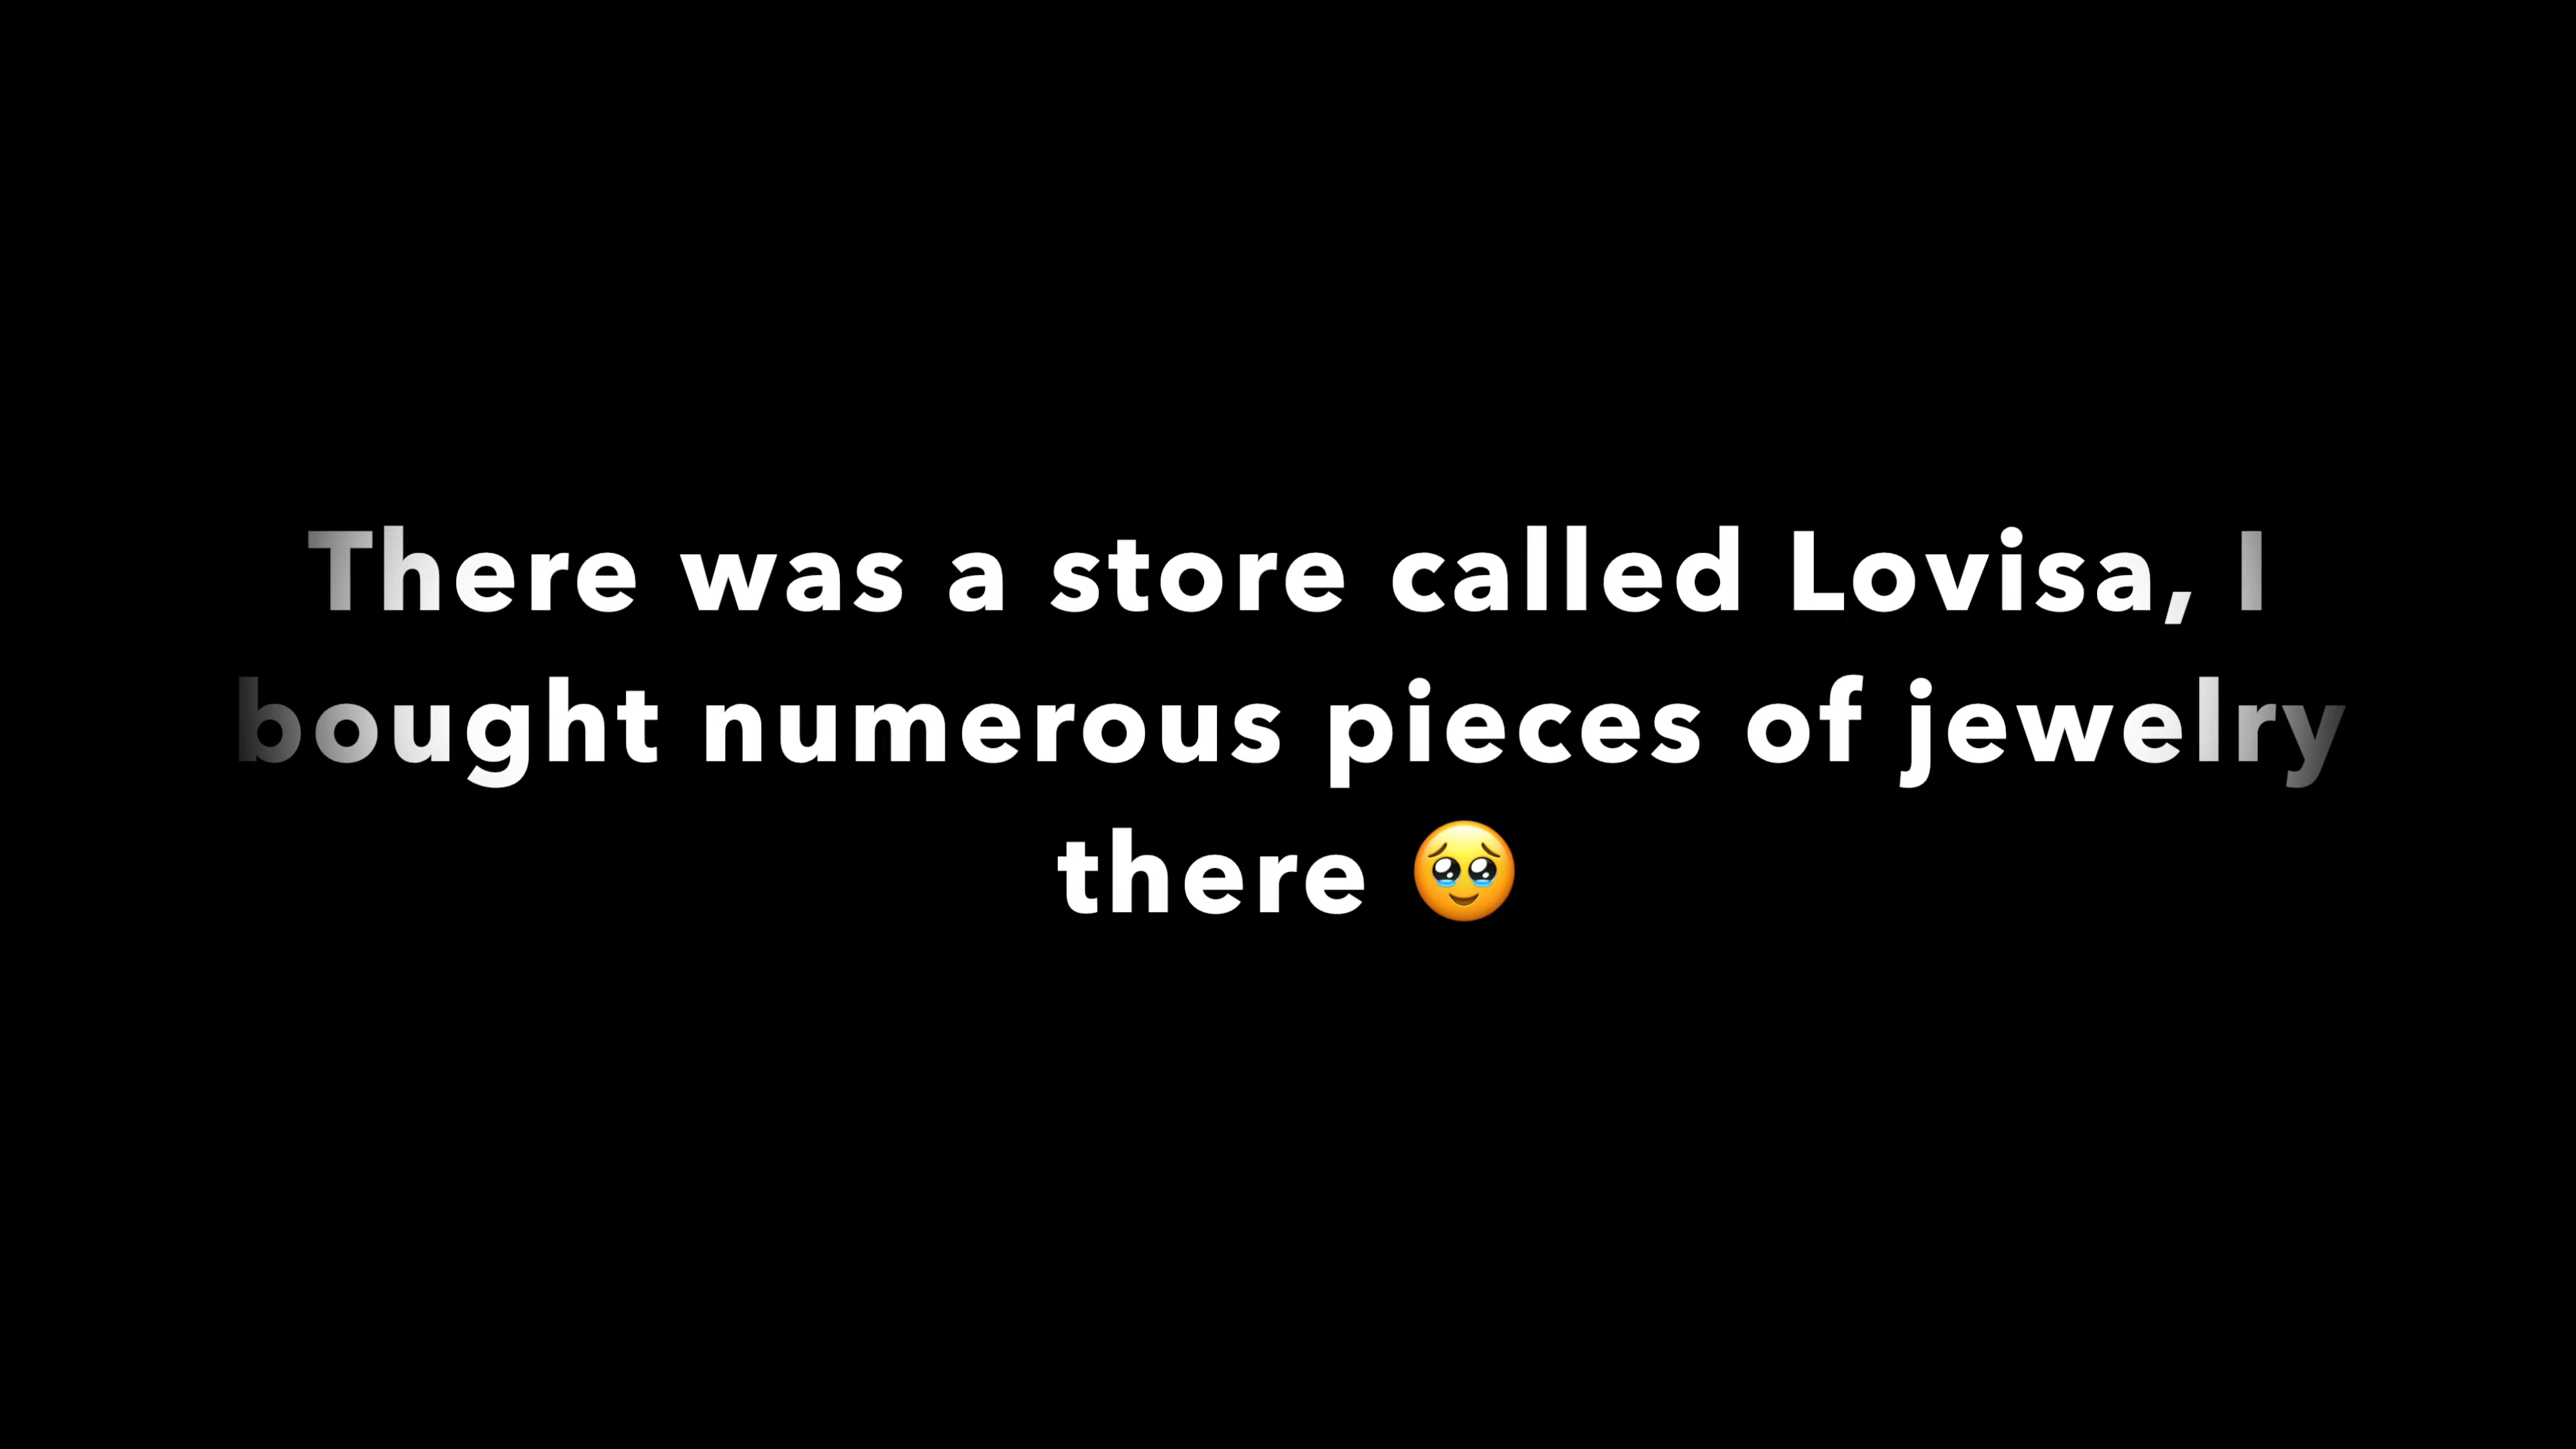 There was a store called Lovisa, I
bought numerous pieces of jewelry
there 🥹